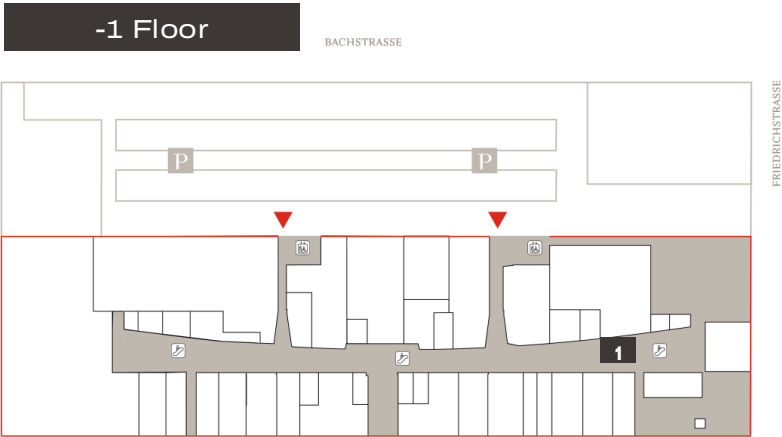 -1 Floor
BACHSTRASSE
FRIEDRICHSTRASSE
P P
1